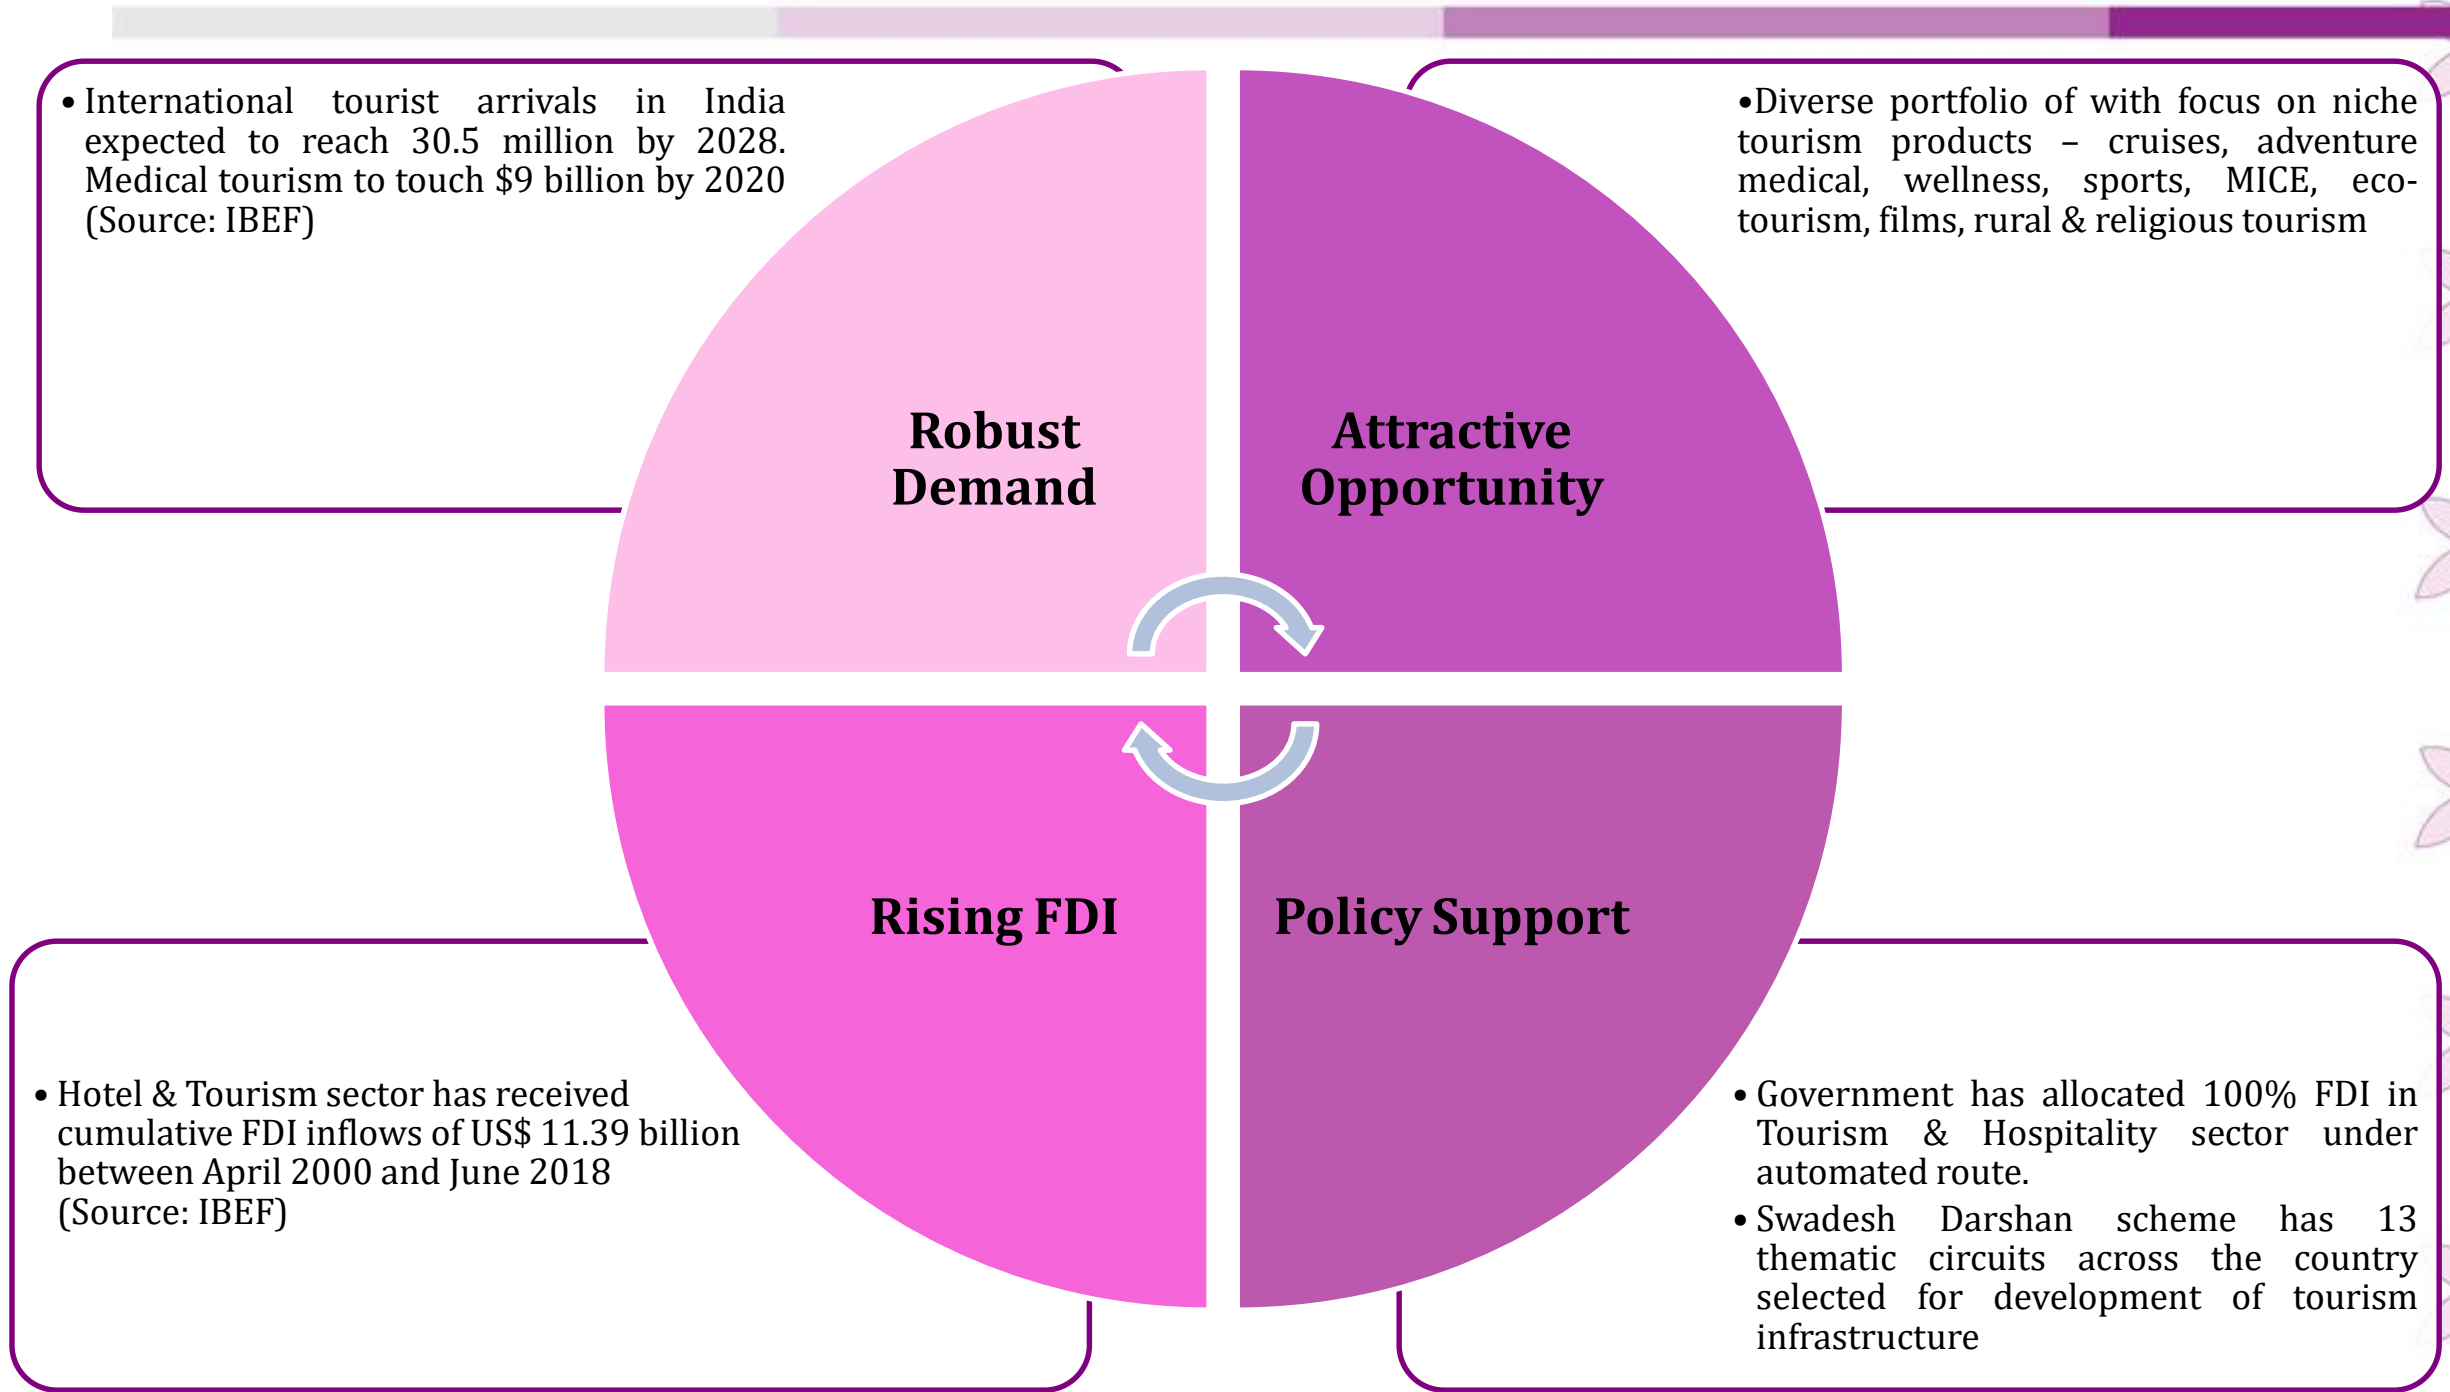 • International tourist arrivals in India
expected to reach 30.5 million by 2028.
Medical tourism to touch $9 billion by 2020
(Source: IBEF)
•Diverse portfolio of with focus on niche
tourism products – cruises, adventure
medical, wellness, sports, MICE, eco-
tourism, films, rural & religious tourism
Robust
Demand
Attractive
Opportunity
Rising FDI
Policy Support
• Hotel & Tourism sector has received
cumulative FDI inflows of US$ 11.39 billion
between April 2000 and June 2018
(Source: IBEF)
• Government has allocated 100% FDI in
Tourism & Hospitality sector under
automated route.
• Swadesh Darshan scheme has 13
thematic circuits across the country
selected for development of tourism
infrastructure